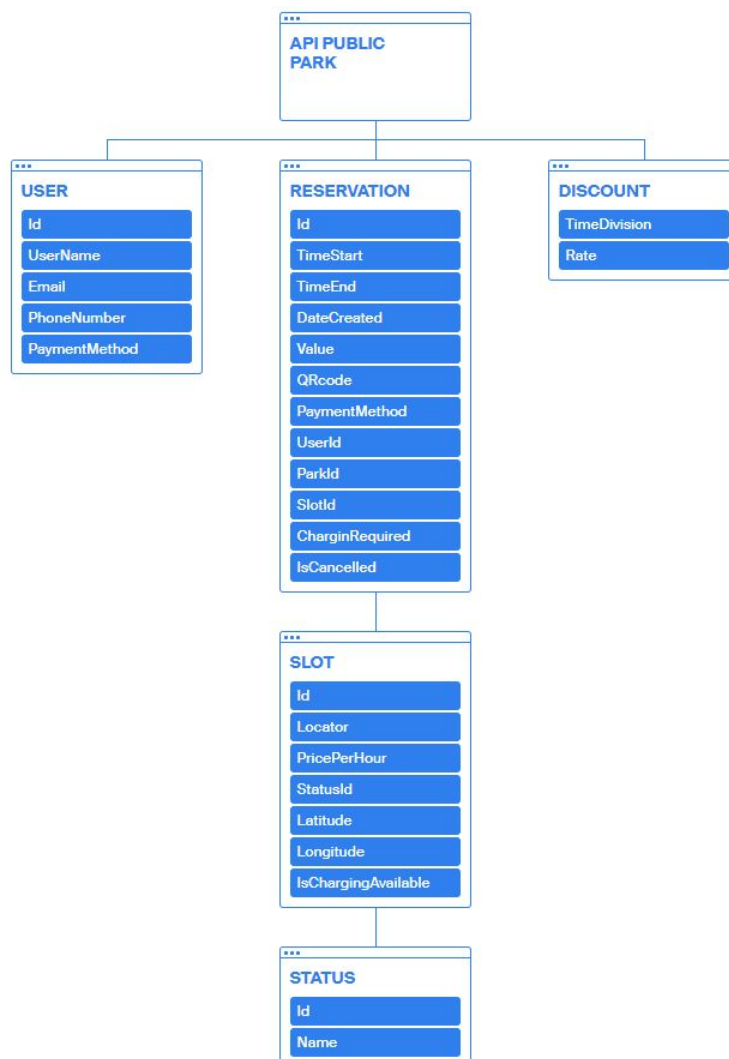 API PUBLIC
PARK
USER
Id
UserName
Email
PhoneNumber
PaymentMethod
RESERVATION
Id
TimeStart
TimeEnd
DateCreated
Value
QRcode
PaymentMethod
UserId
ParkId
SlotId
CharginRequired
IsCancelled
DISCOUNT
TimeDivision
Rate
SLOT
Id
Locator
PricePerHour
StatusId
Latitude
Longitude
IsChargingAvailable
STATUS
Id
Name